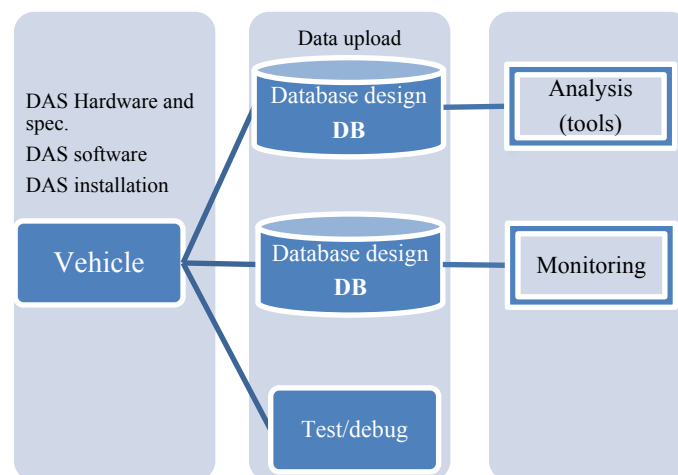 DAS Hardware and
spec.
DAS software
DAS installation
Vehicle
Data upload
Database design
DB
Database design
DB
Test/debug
Analysis
(tools)
Monitoring